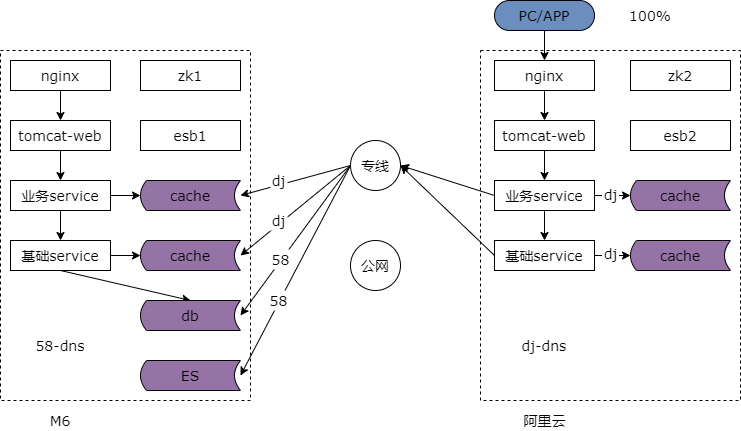 PC/APP
100%
nginx
zk1
nginx
zk2
tomcat-web
esb1
tomcat-web
esb2
专线
业务service
cache
dj
业务service
dj
cache
dj
基础service
cache
58
公网
基础service
dj
cache
58
db
58-dns
dj-dns
ES
M6
阿里云